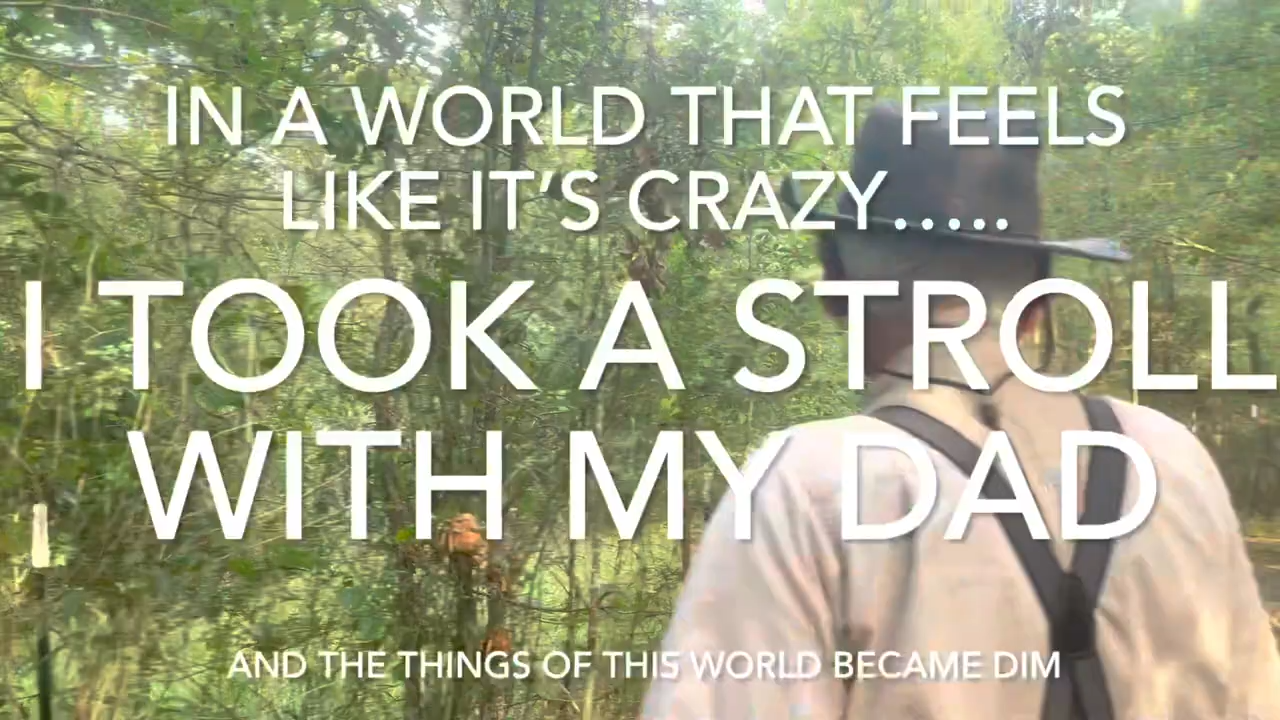 IN A WORLD THAT FEELS
LIKE IT’S CRAZY.....
I TOOK A STROLL
WITH MY DAD
AND THE THINGS OF THIS WORLD BECAME DIM